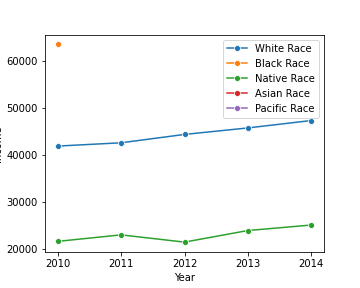 White Race
Black Race
Native Race
Asian Race
Pacific Race
60000
50000
40000
30000
20000
2010
2011
2012
2013
2014
Year